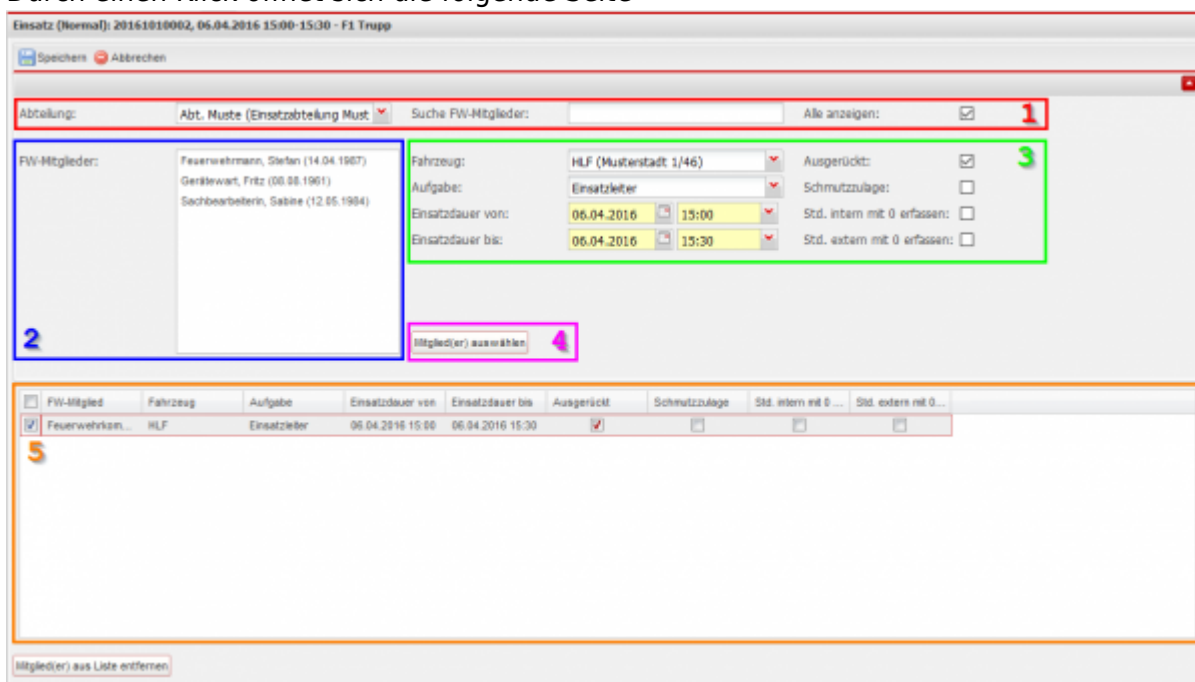 Durch einen Klick öffnet sich die folgende Seite
Einsatz (Normal): 20161010002, 06.04.2016 15:00-15:30 - F1 Trupp
Speichern Abbrechen
Abteilung: Abt. Muste (Einsatzabteilung Must Suche FW-Mitglieder: Alle anzeigen: 1
FW-Mitglieder: Feuerwehrmann, Stefan (14.04.1987) Fahrzeug: HLF (Musterstadt 1/46) Ausgerückt: 3
Gerätewart, Fritz (08.08.1961) Aufgabe: Einsatzleiter Schmutzzulage:
Sachbearbeiterin, Sabine (12.05.1984) Einsatzdauer von: 06.04.2016 15:00 Std. intern mit 0 erfassen:
Einsatzdauer bis: 06.04.2016 15:30 Std. extern mit 0 erfassen:
2 Mitglied(er) auswählen 4
FW-Mitglied Fahrzeug Aufgabe Einsatzdauer von Einsatzdauer bis Ausgerückt Schmutzzulage Std. intern mit 0 ... Std. extern mit 0...
Feuerwehrkom... HLF Einsatzleiter 06.04.2016 15:00 06.04.2016 15:30
5
Mitglied(er) aus Liste entfernen